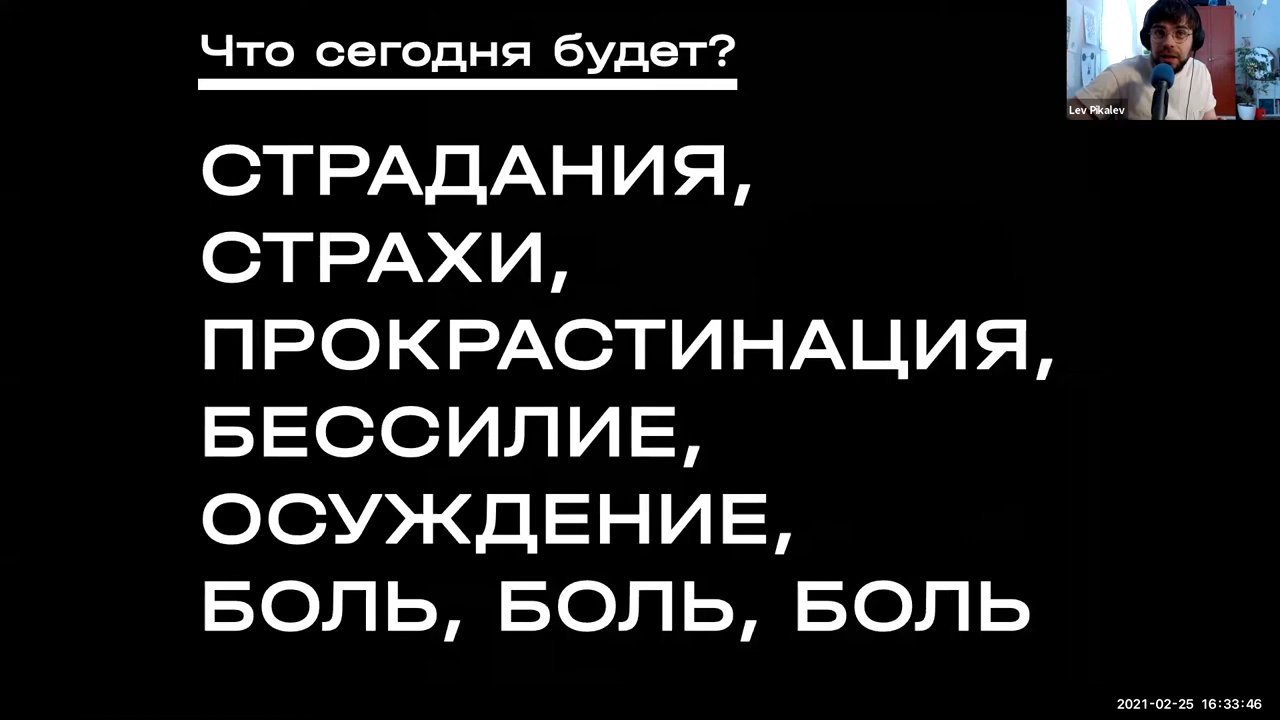 Что сегодня будет?
Lev Pikalev
СТРАДАНИЯ,
СТРАХИ,
ПРОКРАСТИНАЦИЯ,
БЕССИЛИЕ,
ОСУЖДЕНИЕ,
БОЛЬ, БОЛЬ, БОЛЬ
2021-02-25 16:33:46